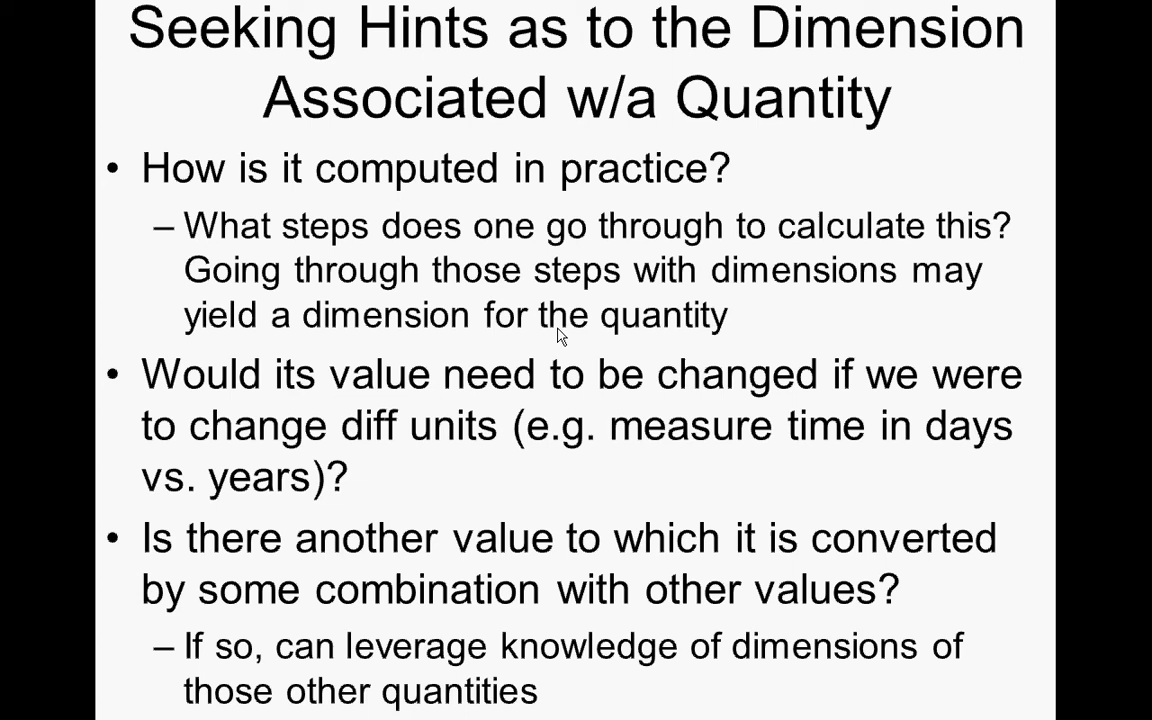 Seeking Hints as to the Dimension
Associated w/a Quantity
• How is it computed in practice?
– What steps does one go through to calculate this?
Going through those steps with dimensions may
yield a dimension for the quantity
• Would its value need to be changed if we were
to change diff units (e.g. measure time in days
vs. years)?
• Is there another value to which it is converted
by some combination with other values?
– If so, can leverage knowledge of dimensions of
those other quantities